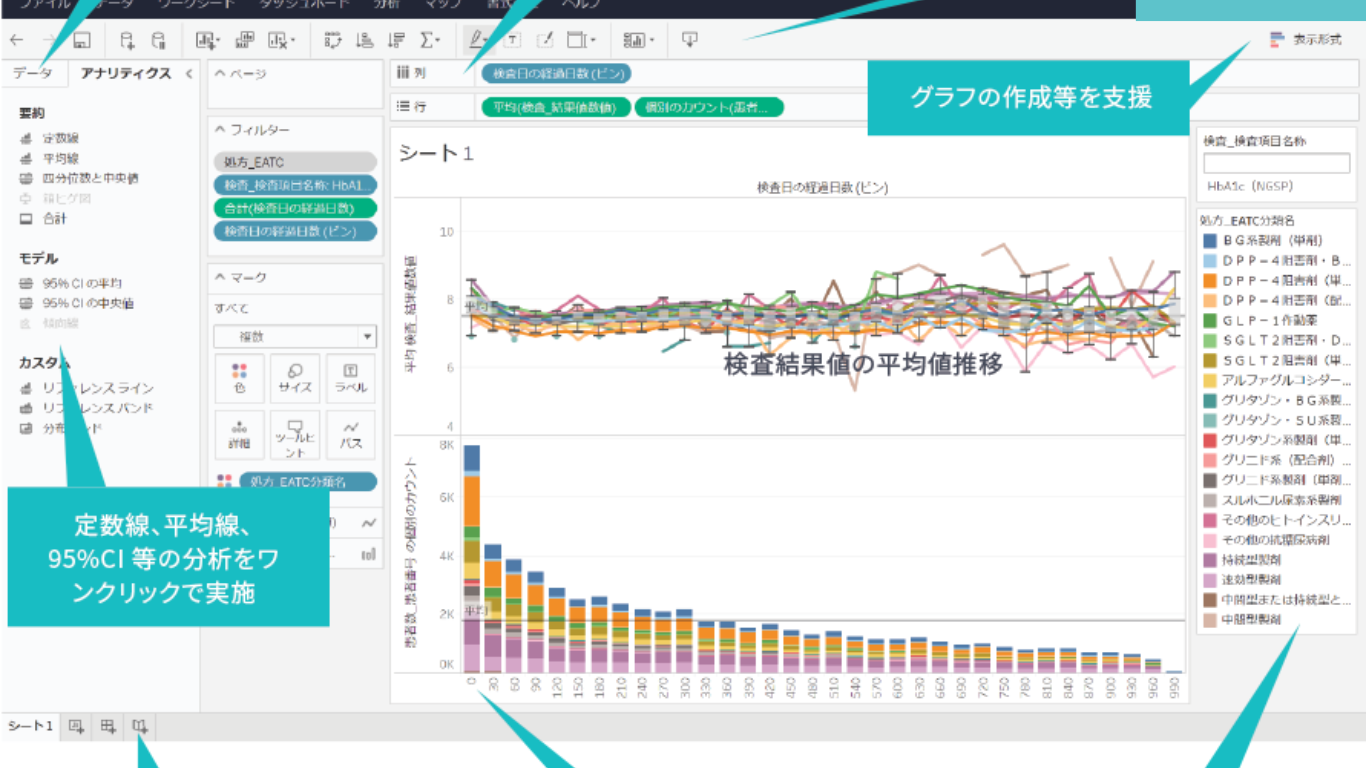 ファイル データ ワークシート ダッシュボード 分析 マップ ヘルプ
表示形式
データ アナリティクス
要約
定数線
平均線
四分位数と中央値
箱ヒゲ図
合計
モデル
95% CI の平均
95% CI の中央値
傾向線
カスタム
リファレンス ライン
リファレンス バンド
定数線、平均線、
95%CI 等の分析をワ
ンクリックで実施
ページ
フィルター
処方_EATC
検査_検査項目名称: HbA1...
合計(検査日の経過日数)
検査日の経過日数 (ビン)
マーク
すべて
複数
色 サイズ ラベル
詳細 ツールヒント パス
処方_EATC分類名
列 検査日の経過日数 (ビン)
行 平均(検査_結果値数値) 個別のカウント(患者...
グラフの作成等を支援
シート 1
検査日の経過日数 (ビン)
平均 検査_結果値数値
10
8
6
4
平均
検査結果値の平均値推移
患者数_患者番号 の個別のカウント
8K
6K
4K
2K
0K
平均
0 30 60 90 120 150 180 210 240 270 300 330 360 390 420 450 480 510 540 570 600 630 660 690 720 750 780 810 840 870 900 930 960 990
検査_検査項目名称
HbA1c (NGSP)
処方_EATC分類名
BG系製剤（単剤）
DPP－4阻害剤・B...
DPP－4阻害剤（単...
DPP－4阻害剤（配...
GLP－1作動薬
SGLT2阻害剤・D...
SGLT2阻害剤（単...
アルファグルコシダー...
グリタゾン・BG系製...
グリタゾン・SU系製...
グリタゾン系製剤（単...
グリニド系（配合剤）...
グリニド系製剤（単剤...
スルホニル尿素系製剤
その他のヒトインスリ...
その他の抗糖尿病剤
持続型製剤
速効型製剤
中間型または持続型と...
中間型製剤
シート 1